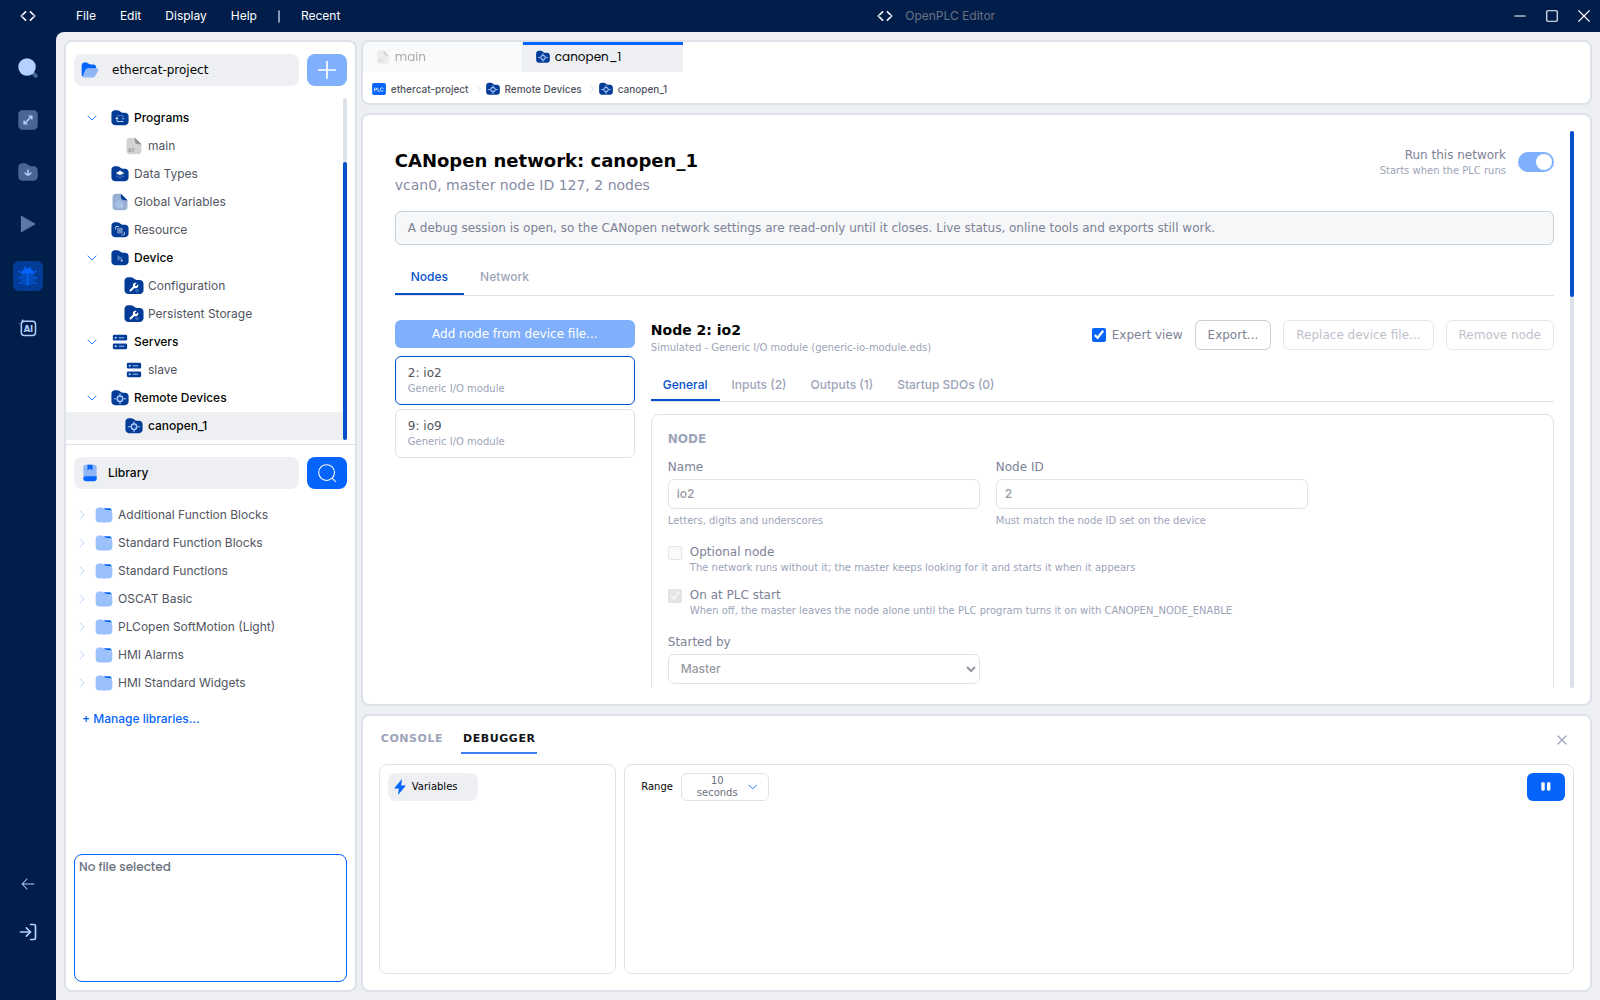 File Edit Display Help | Recent
OpenPLC Editor
ethercat-project
Programs
main
Data Types
Global Variables
Resource
Device
Configuration
Persistent Storage
Servers
slave
Remote Devices
canopen_1
Library
Additional Function Blocks
Standard Function Blocks
Standard Functions
OSCAT Basic
PLCopen SoftMotion (Light)
HMI Alarms
HMI Standard Widgets
+ Manage libraries...
No file selected
AI
main
canopen_1
PLC ethercat-project Remote Devices canopen_1
CANopen network: canopen_1
vcan0, master node ID 127, 2 nodes
Run this network
Starts when the PLC runs
A debug session is open, so the CANopen network settings are read-only until it closes. Live status, online tools and exports still work.
Nodes Network
Add node from device file...
2: io2
Generic I/O module
9: io9
Generic I/O module
Node 2: io2
Simulated - Generic I/O module (generic-io-module.eds)
Expert view Export... Replace device file... Remove node
General Inputs (2) Outputs (1) Startup SDOs (0)
NODE
Name Node ID
io2 2
Letters, digits and underscores Must match the node ID set on the device
Optional node
The network runs without it; the master keeps looking for it and starts it when it appears
On at PLC start
When off, the master leaves the node alone until the PLC program turns it on with CANOPEN_NODE_ENABLE
Started by
Master
CONSOLE DEBUGGER
Variables
Range 10
seconds